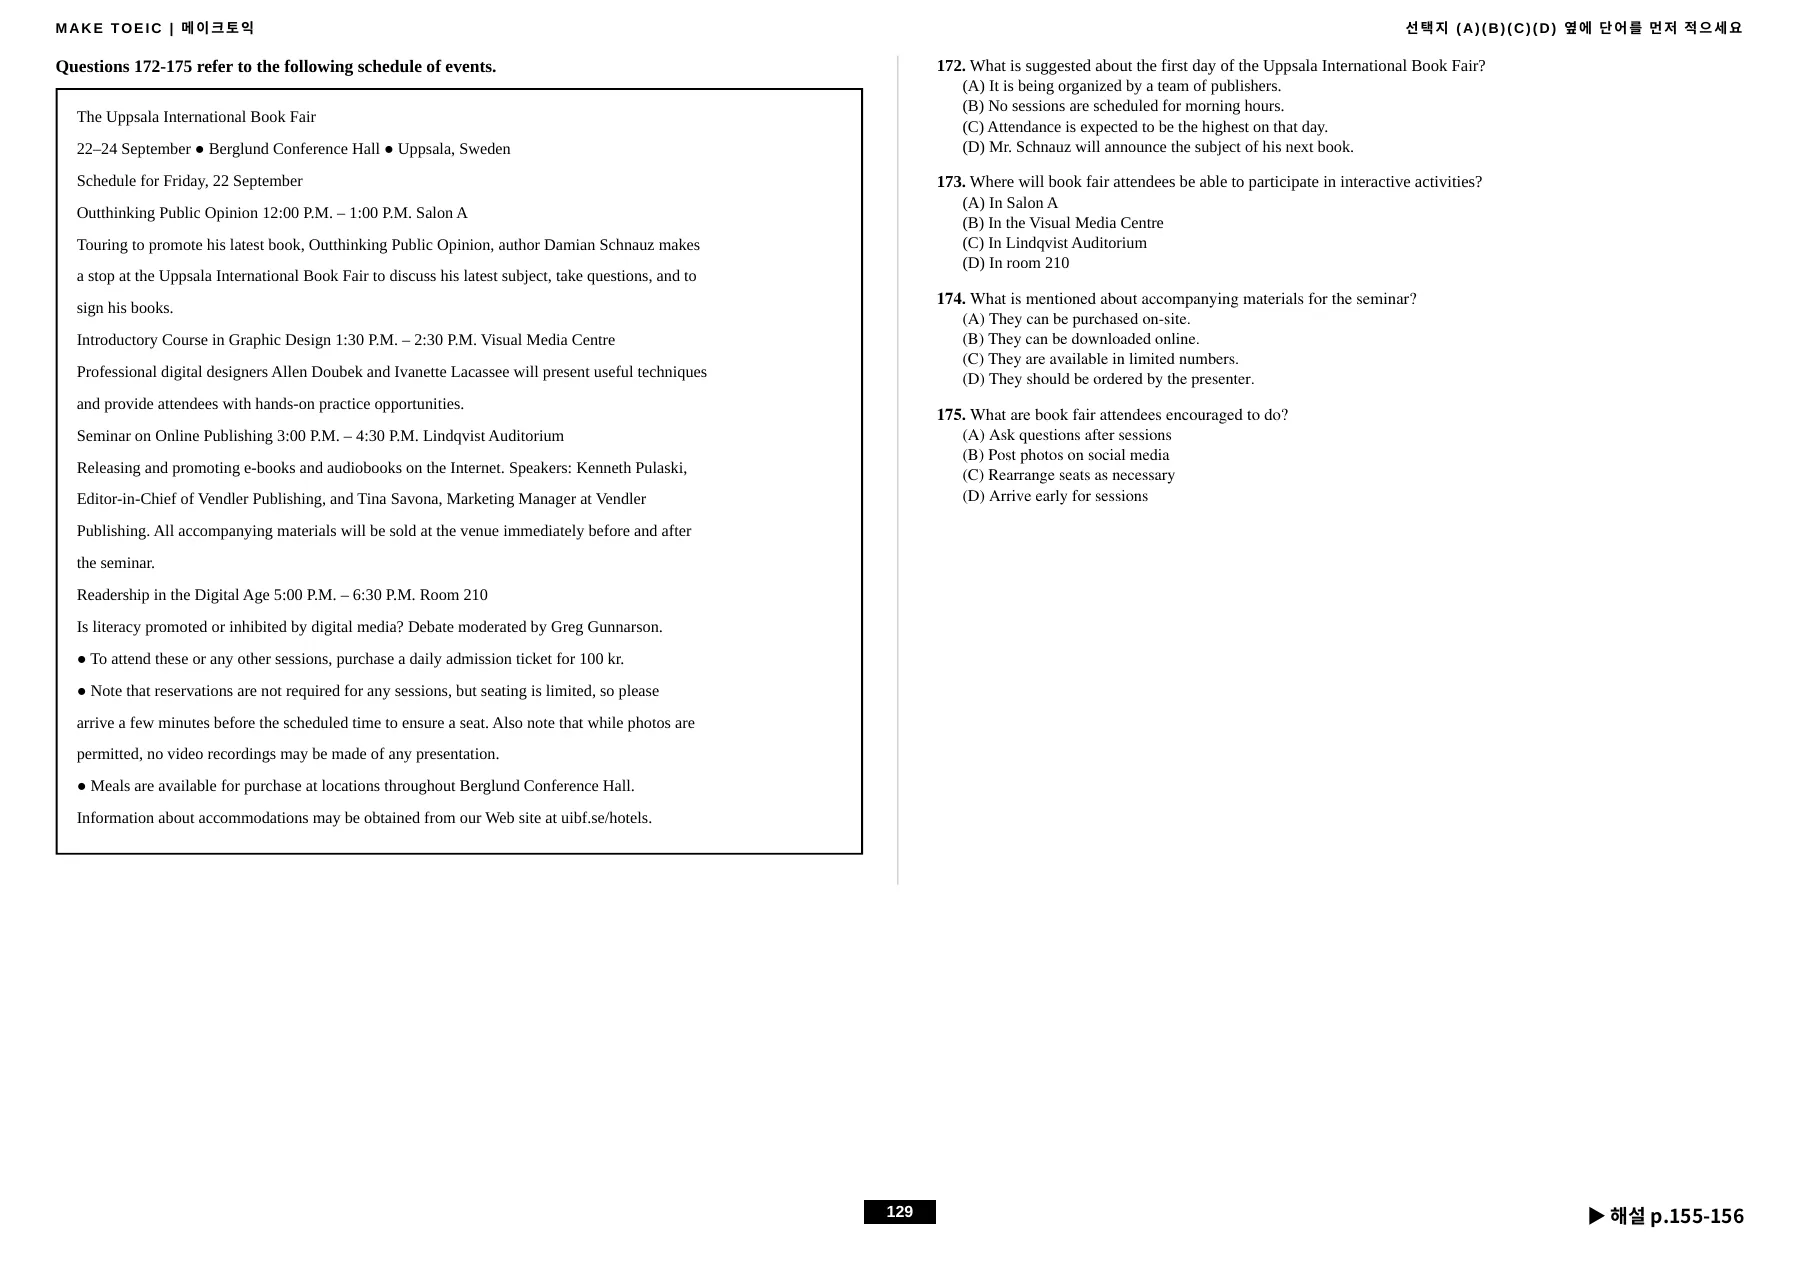 MAKE TOEIC | 메이크토익
선택지 (A)(B)(C)(D) 옆에 단어를 먼저 적으세요
Questions 172-175 refer to the following schedule of events.
The Uppsala International Book Fair
22–24 September ● Berglund Conference Hall ● Uppsala, Sweden
Schedule for Friday, 22 September
Outthinking Public Opinion 12:00 P.M. – 1:00 P.M. Salon A
Touring to promote his latest book, Outthinking Public Opinion, author Damian Schnauz makes
a stop at the Uppsala International Book Fair to discuss his latest subject, take questions, and to
sign his books.
Introductory Course in Graphic Design 1:30 P.M. – 2:30 P.M. Visual Media Centre
Professional digital designers Allen Doubek and Ivanette Lacassee will present useful techniques
and provide attendees with hands-on practice opportunities.
Seminar on Online Publishing 3:00 P.M. – 4:30 P.M. Lindqvist Auditorium
Releasing and promoting e-books and audiobooks on the Internet. Speakers: Kenneth Pulaski,
Editor-in-Chief of Vendler Publishing, and Tina Savona, Marketing Manager at Vendler
Publishing. All accompanying materials will be sold at the venue immediately before and after
the seminar.
Readership in the Digital Age 5:00 P.M. – 6:30 P.M. Room 210
Is literacy promoted or inhibited by digital media? Debate moderated by Greg Gunnarson.
● To attend these or any other sessions, purchase a daily admission ticket for 100 kr.
● Note that reservations are not required for any sessions, but seating is limited, so please
arrive a few minutes before the scheduled time to ensure a seat. Also note that while photos are
permitted, no video recordings may be made of any presentation.
● Meals are available for purchase at locations throughout Berglund Conference Hall.
Information about accommodations may be obtained from our Web site at uibf.se/hotels.
172. What is suggested about the first day of the Uppsala International Book Fair?
(A) It is being organized by a team of publishers.
(B) No sessions are scheduled for morning hours.
(C) Attendance is expected to be the highest on that day.
(D) Mr. Schnauz will announce the subject of his next book.
173. Where will book fair attendees be able to participate in interactive activities?
(A) In Salon A
(B) In the Visual Media Centre
(C) In Lindqvist Auditorium
(D) In room 210
174. What is mentioned about accompanying materials for the seminar?
(A) They can be purchased on-site.
(B) They can be downloaded online.
(C) They are available in limited numbers.
(D) They should be ordered by the presenter.
175. What are book fair attendees encouraged to do?
(A) Ask questions after sessions
(B) Post photos on social media
(C) Rearrange seats as necessary
(D) Arrive early for sessions
129
▶ 해설 p.155-156